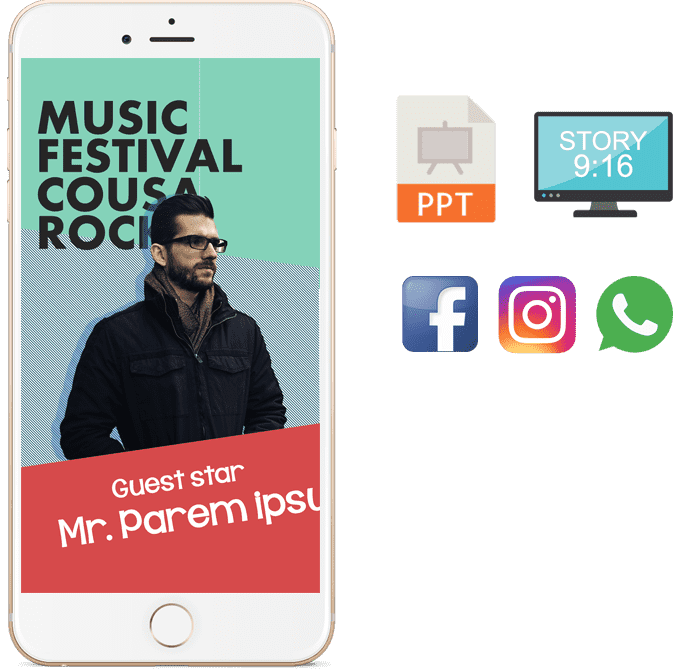 MUSIC
FESTIVAL
COUSA
ROCK
Guest star
Mr. Parem ipsu
PPT
STORY
9:16